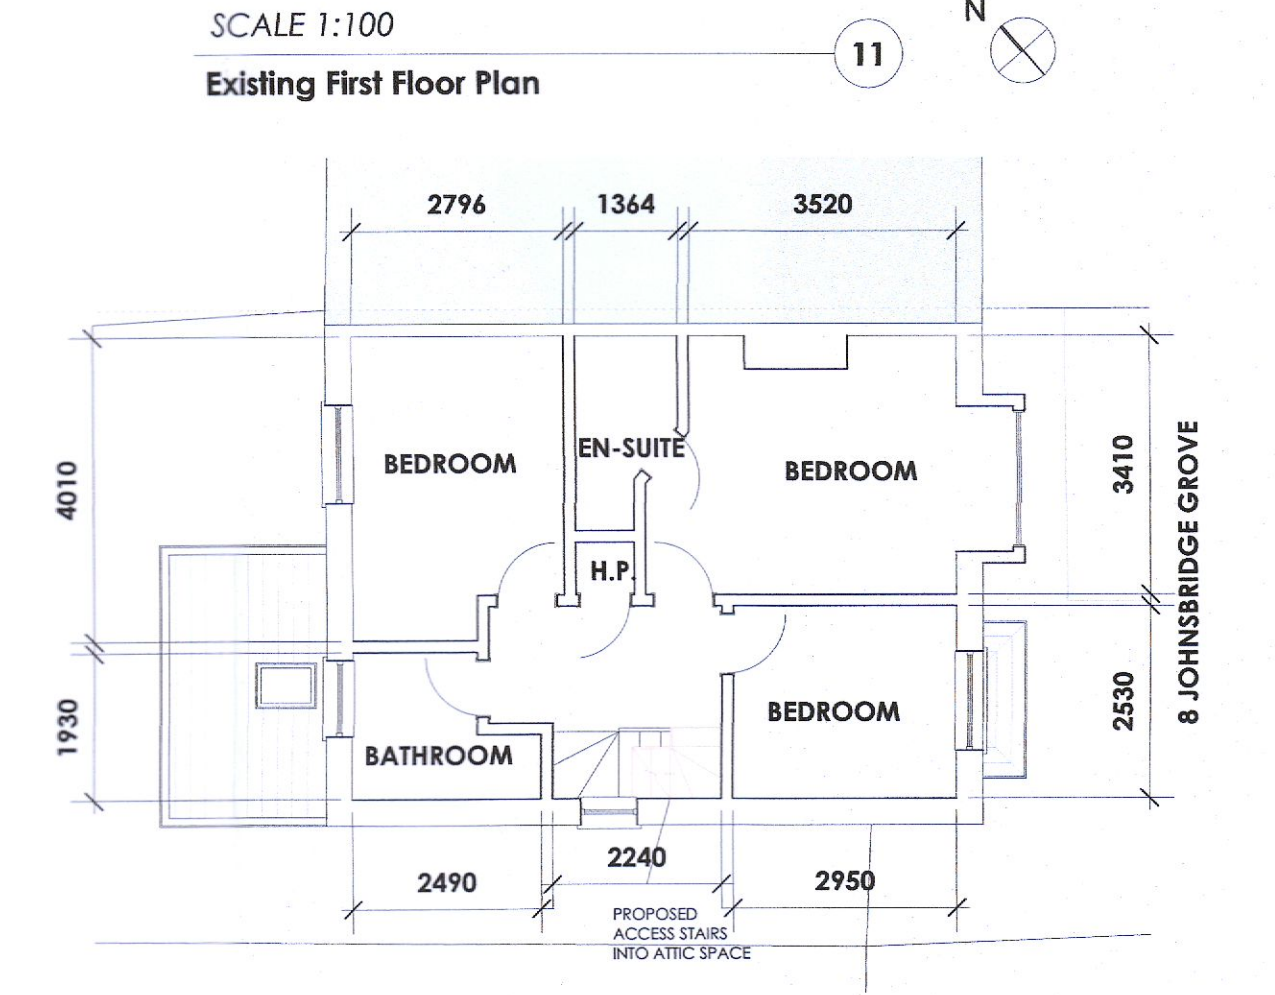 SCALE 1:100
11
N
Existing First Floor Plan
2796
1364
3520
4010
BEDROOM
EN-SUITE
BEDROOM
3410
H.P.
8 JOHNSBRIDGE GROVE
1930
BATHROOM
BEDROOM
2530
2490
2240
2950
PROPOSED
ACCESS STAIRS
INTO ATTIC SPACE